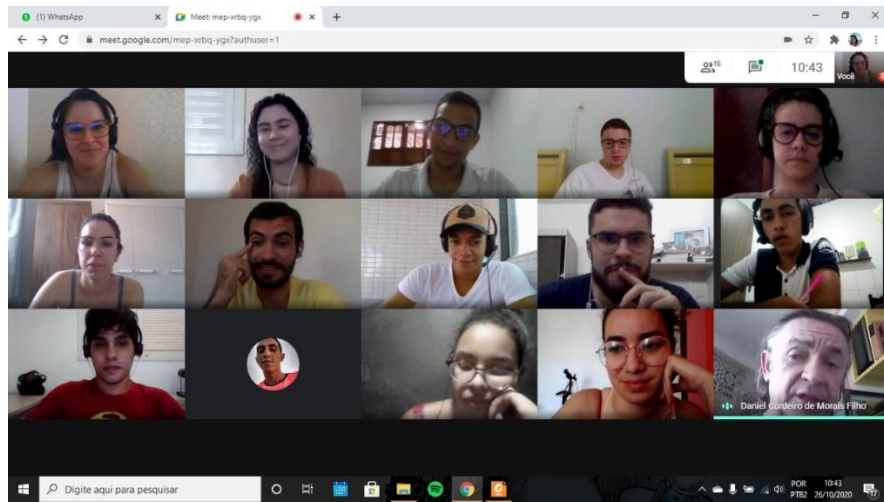 (1) WhatsApp
Meet: mep-xrbq-ygx
meet.google.com/mep-xrbq-ygx?authuser=1
15
10:43
Você
Daniel Cordeiro de Morais Filho
Digite aqui para pesquisar
POR
PTB2
10:43
26/10/2020